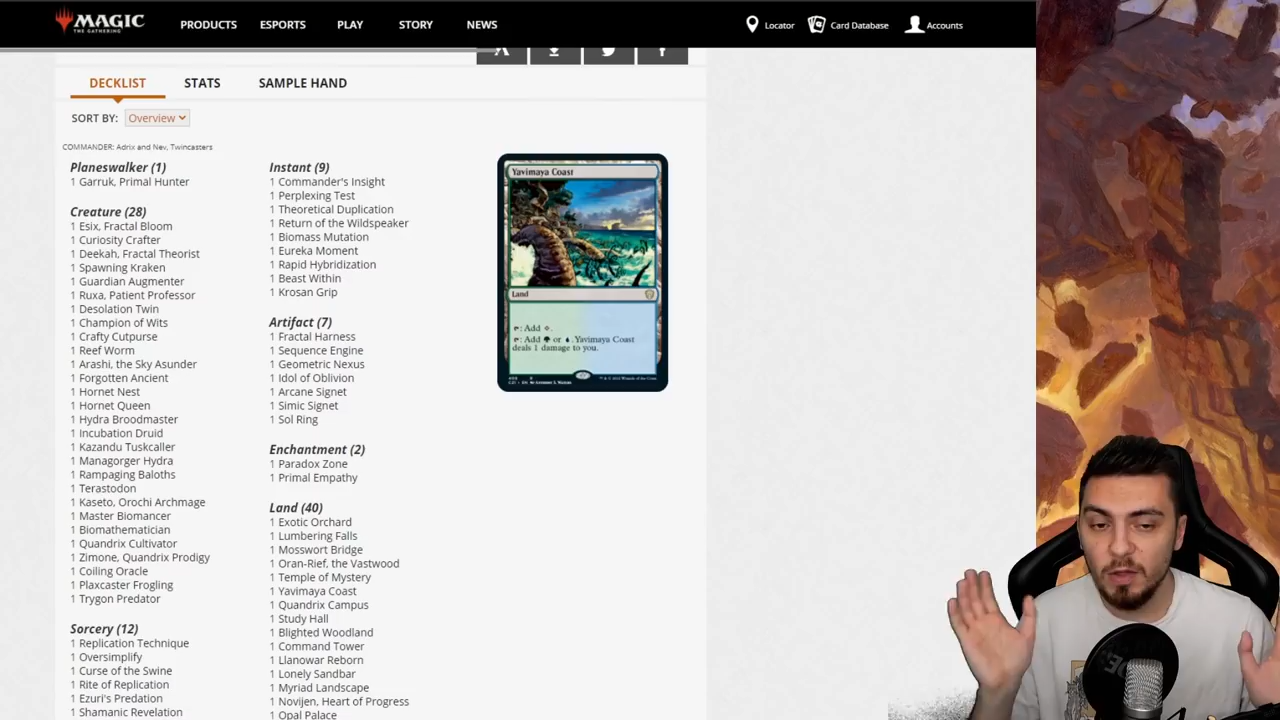 MAGIC
THE GATHERING
PRODUCTS
ESPORTS
PLAY
STORY
NEWS
Locator
Card Database
Accounts
DECKLIST
STATS
SAMPLE HAND
SORT BY: Overview
COMMANDER: Adrix and Nev, Twincasters
Planeswalker (1)
1 Garruk, Primal Hunter
Creature (28)
1 Esix, Fractal Bloom
1 Curiosity Crafter
1 Deekah, Fractal Theorist
1 Spawning Kraken
1 Guardian Augmenter
1 Ruxa, Patient Professor
1 Desolation Twin
1 Champion of Wits
1 Crafty Cutpurse
1 Reef Worm
1 Arashi, the Sky Asunder
1 Forgotten Ancient
1 Hornet Nest
1 Hornet Queen
1 Hydra Broodmaster
1 Incubation Druid
1 Kazandu Tuskcaller
1 Managorger Hydra
1 Rampaging Baloths
1 Terastodon
1 Kaseto, Orochi Archmage
1 Master Biomancer
1 Biomathematician
1 Quandrix Cultivator
1 Zimone, Quandrix Prodigy
1 Coiling Oracle
1 Plaxcaster Frogling
1 Trygon Predator
Sorcery (12)
1 Replication Technique
1 Oversimplify
1 Curse of the Swine
1 Rite of Replication
1 Ezuri's Predation
1 Shamanic Revelation
Instant (9)
1 Commander's Insight
1 Perplexing Test
1 Theoretical Duplication
1 Return of the Wildspeaker
1 Biomass Mutation
1 Eureka Moment
1 Rapid Hybridization
1 Beast Within
1 Krosan Grip
Artifact (7)
1 Fractal Harness
1 Sequence Engine
1 Geometric Nexus
1 Idol of Oblivion
1 Arcane Signet
1 Simic Signet
1 Sol Ring
Enchantment (2)
1 Paradox Zone
1 Primal Empathy
Land (40)
1 Exotic Orchard
1 Lumbering Falls
1 Mosswort Bridge
1 Oran-Rief, the Vastwood
1 Temple of Mystery
1 Yavimaya Coast
1 Quandrix Campus
1 Study Hall
1 Blighted Woodland
1 Command Tower
1 Llanowar Reborn
1 Lonely Sandbar
1 Myriad Landscape
1 Novijen, Heart of Progress
1 Opal Palace
Yavimaya Coast
Land
: Add
: Add or . Yavimaya Coast
deals 1 damage to you.